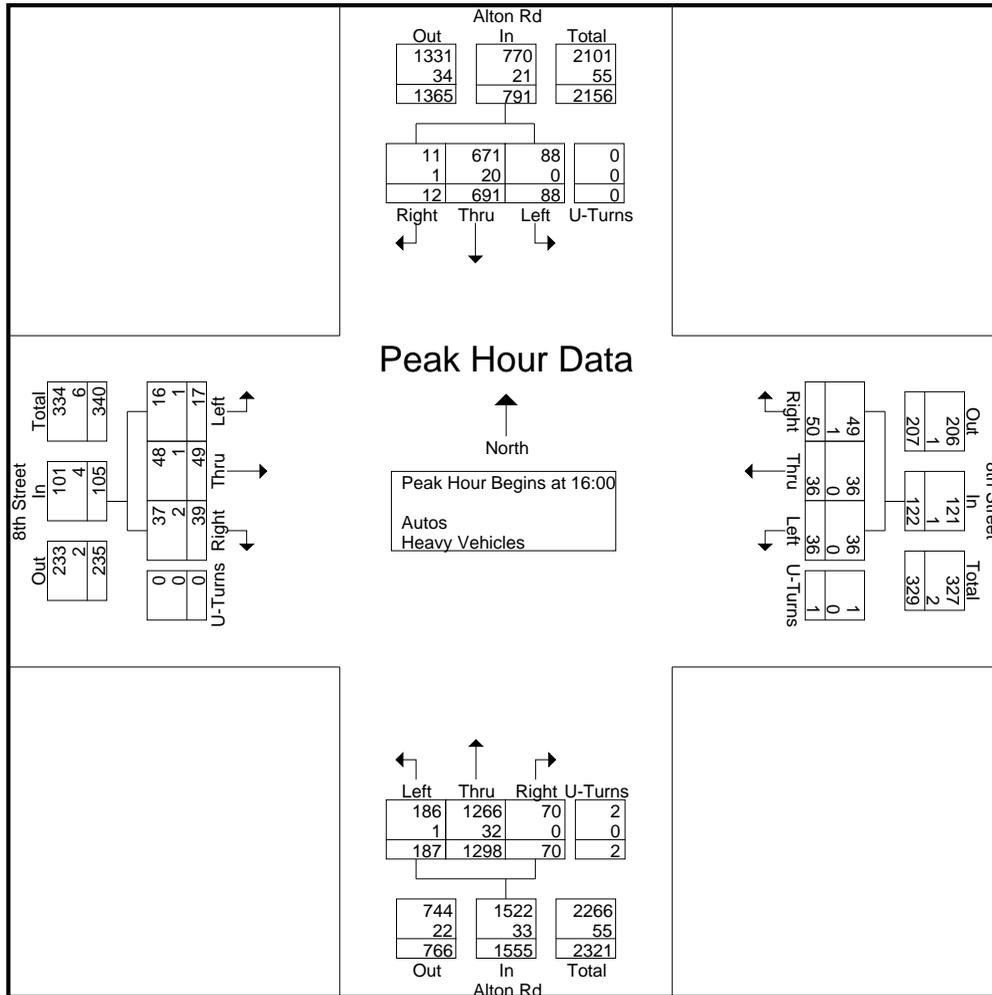 Alton Rd
Out In Total
1331 770 2101
34 21 55
1365 791 2156
11 671 88 0
1 20 0 0
12 691 88 0
Right Thru Left U-Turns
Peak Hour Data
North
Peak Hour Begins at 16:00
Autos
Heavy Vehicles
8th Street
Out In Total
233 101 334
2 4 6
235 105 340
0 37 48 16
0 2 1 1
0 39 49 17
U-Turns Right Thru Left
Out In Total
206 121 327
1 1 2
207 122 329
49 36 36 1
1 0 0 0
50 36 36 1
Right Thru Left U-Turns
Left Thru Right U-Turns
186 1266 70 2
1 32 0 0
187 1298 70 2
744 1522 2266
22 33 55
766 1555 2321
Out In Total
Alton Rd